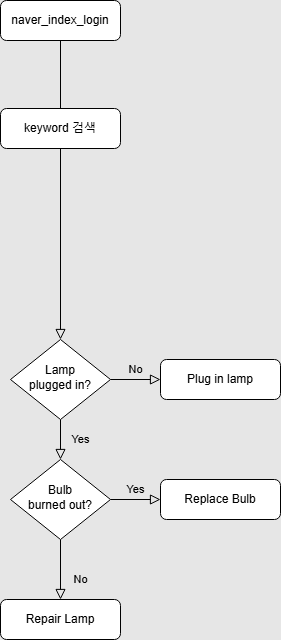 naver_index_login
keyword 검색
Lamp
plugged in?
No
Plug in lamp
Yes
Bulb
burned out?
Yes
Replace Bulb
No
Repair Lamp